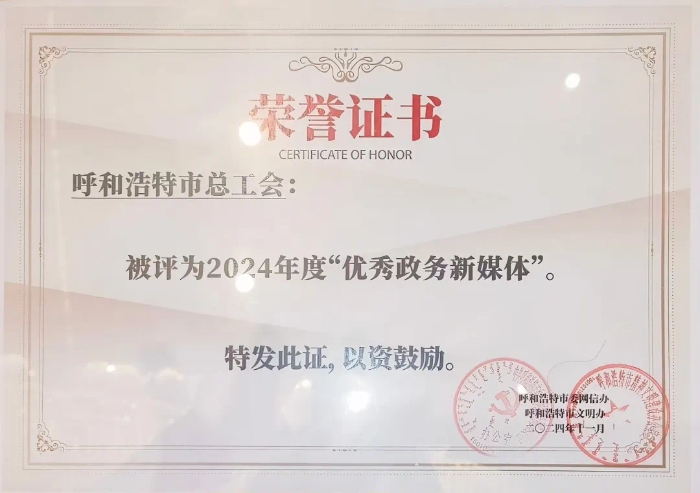 荣誉证书
CERTIFICATE OF HONOR
呼和浩特市总工会：
被评为2024年度“优秀政务新媒体”。
特发此证，以资鼓励。
呼和浩特市委网信办
呼和浩特市文明办
二〇二四年十一月